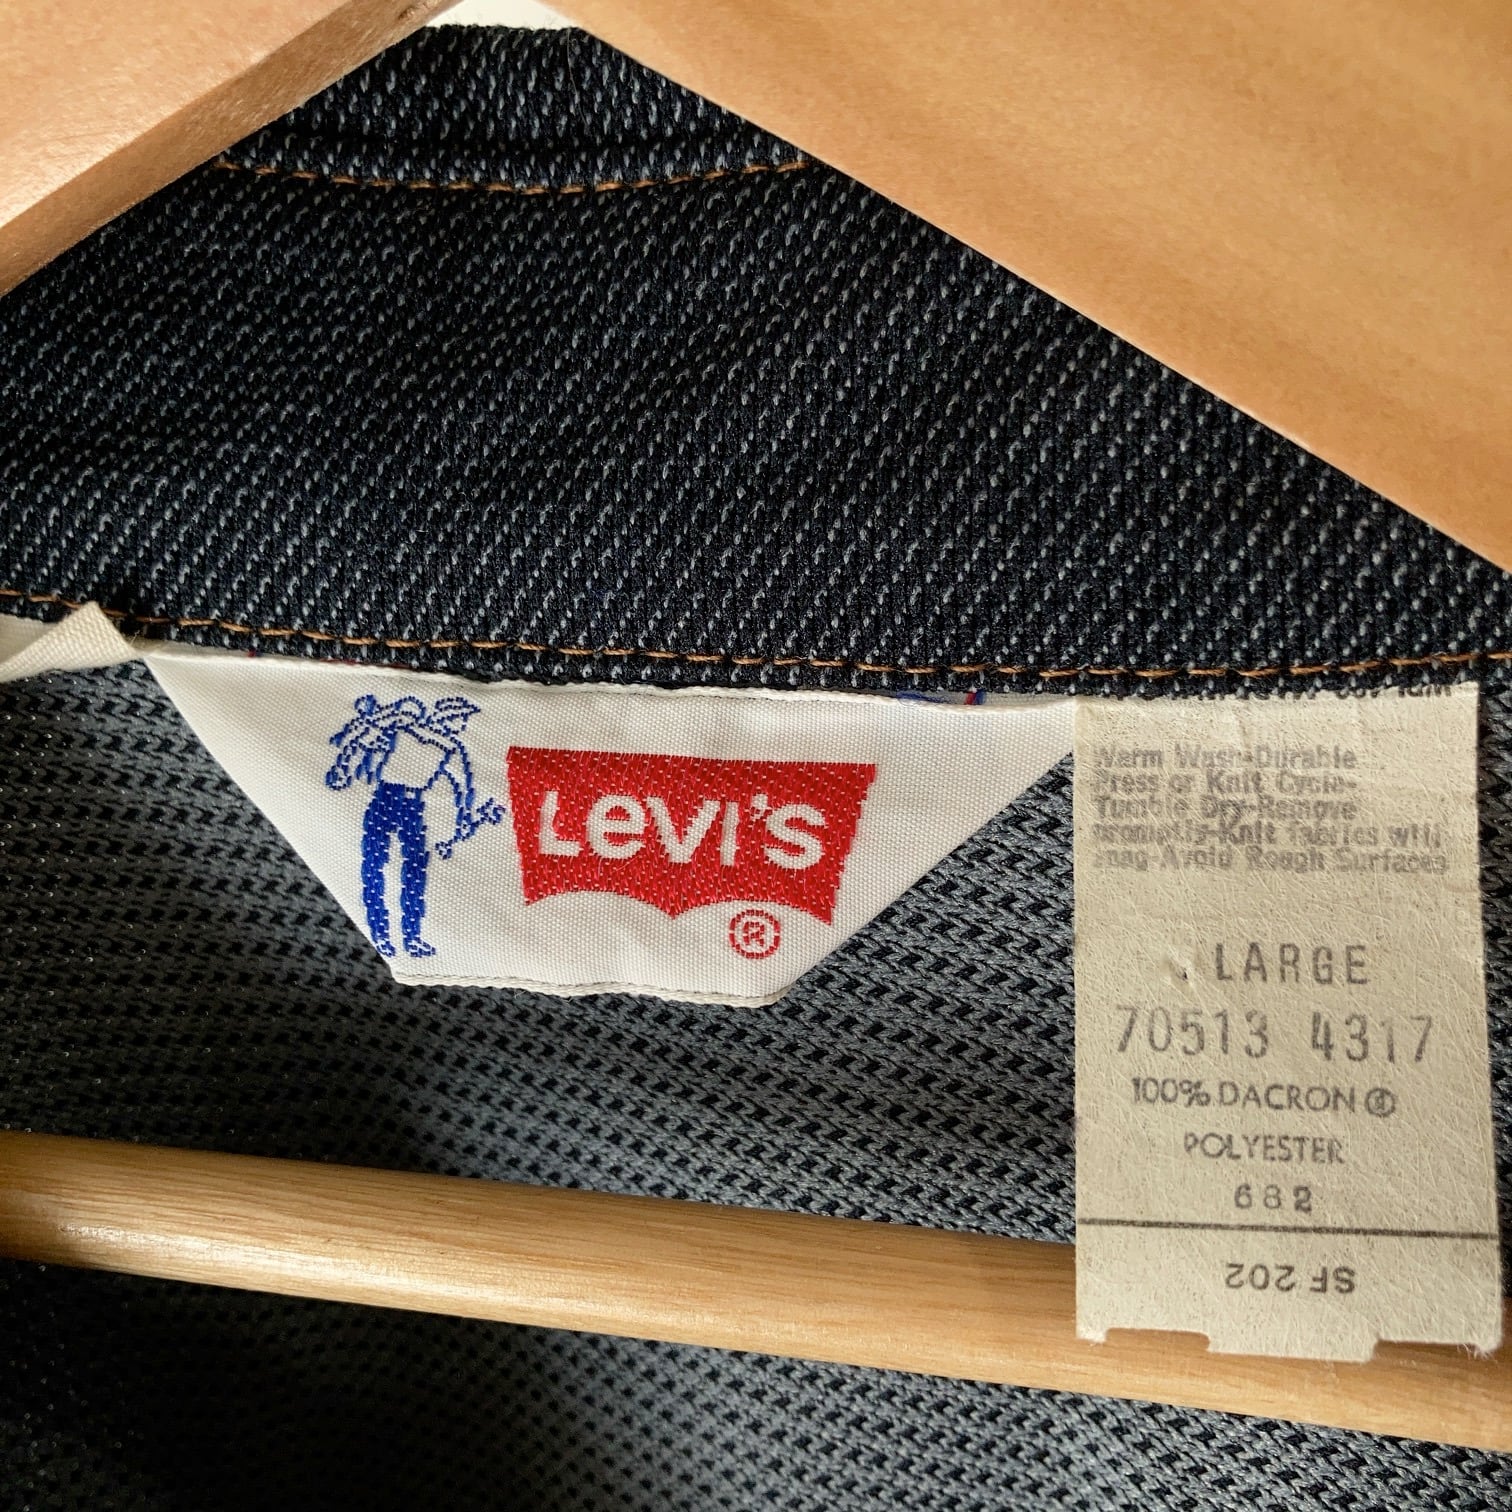 LEVI'S
®
Warm Wash-Durable
Press or Knit Cycle-
Tumble Dry-Remove
promptly-Knit fabrics will
snag-Avoid Rough Surfaces
LARGE
70513 4317
100% DACRON ®
POLYESTER
682
SF 202